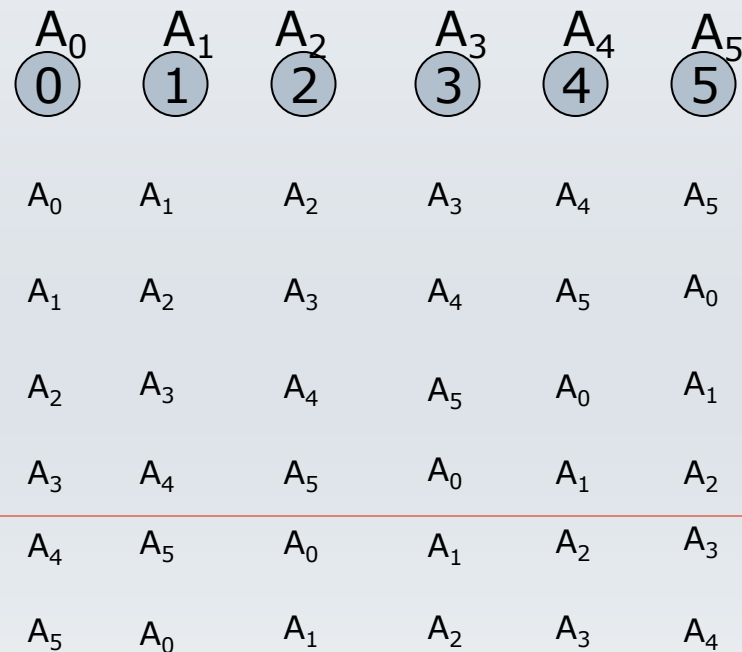 A₀ A₁ A₂ A₃ A₄ A₅
0 1 2 3 4 5
A₀ A₁ A₂ A₃ A₄ A₅
A₁ A₂ A₃ A₄ A₅ A₀
A₂ A₃ A₄ A₅ A₀ A₁
A₃ A₄ A₅ A₀ A₁ A₂
A₄ A₅ A₀ A₁ A₂ A₃
A₅ A₀ A₁ A₂ A₃ A₄